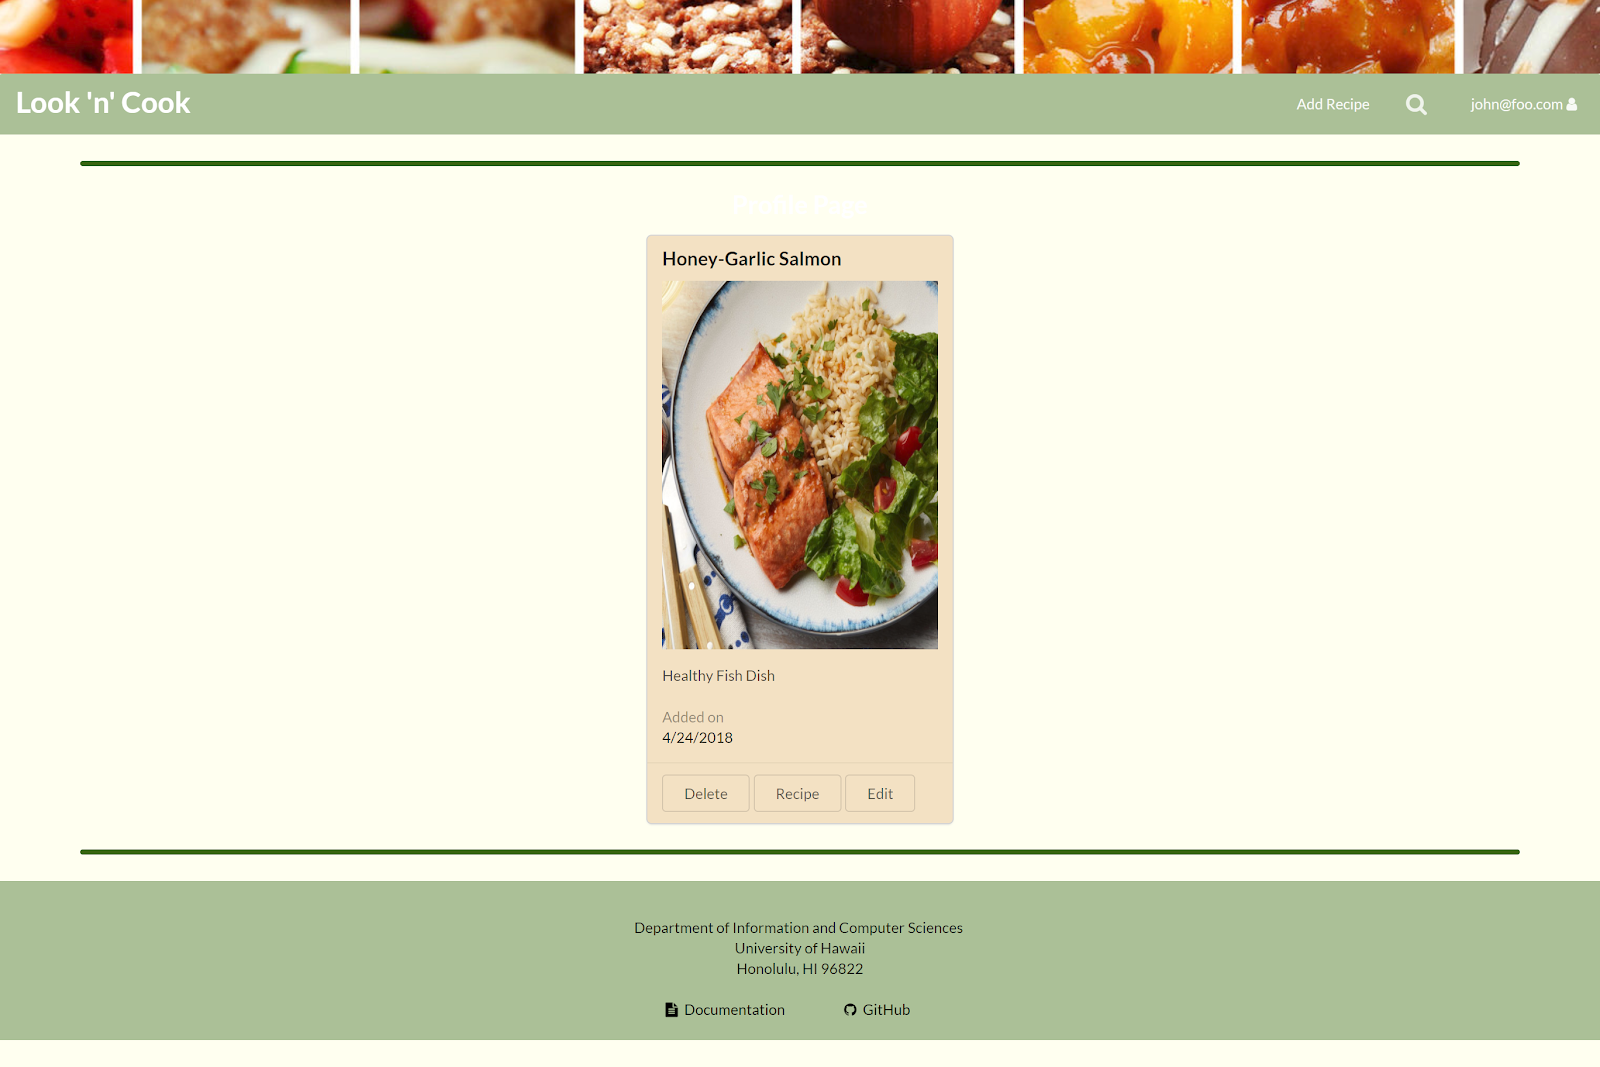 Look 'n' Cook
Add Recipe
john@foo.com
Profile Page
Honey-Garlic Salmon
Healthy Fish Dish
Added on
4/24/2018
Delete Recipe Edit
Department of Information and Computer Sciences
University of Hawaii
Honolulu, HI 96822
Documentation GitHub